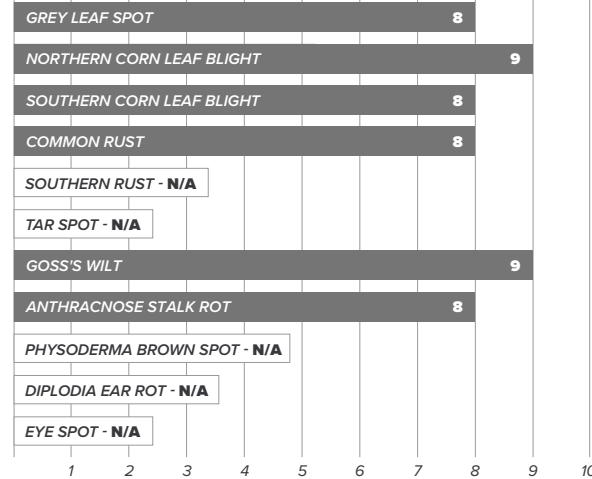 GREY LEAF SPOT 8
NORTHERN CORN LEAF BLIGHT 9
SOUTHERN CORN LEAF BLIGHT 8
COMMON RUST 8
SOUTHERN RUST - N/A
TAR SPOT - N/A
GOSS'S WILT 9
ANTHRACNOSE STALK ROT 8
PHYSODERMA BROWN SPOT - N/A
DIPLODIA EAR ROT - N/A
EYE SPOT - N/A
1 2 3 4 5 6 7 8 9 10